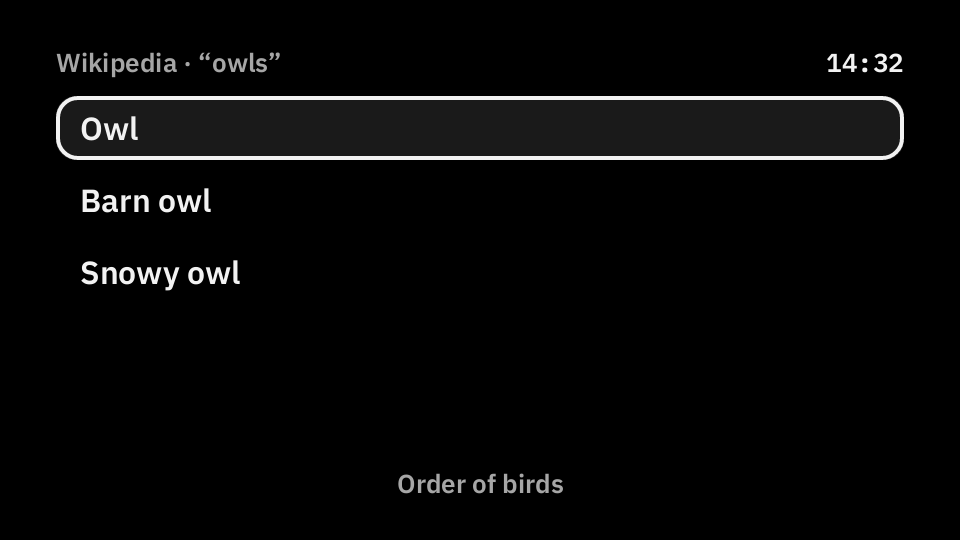 Wikipedia · “owls”
14:32
Owl
Barn owl
Snowy owl
Order of birds